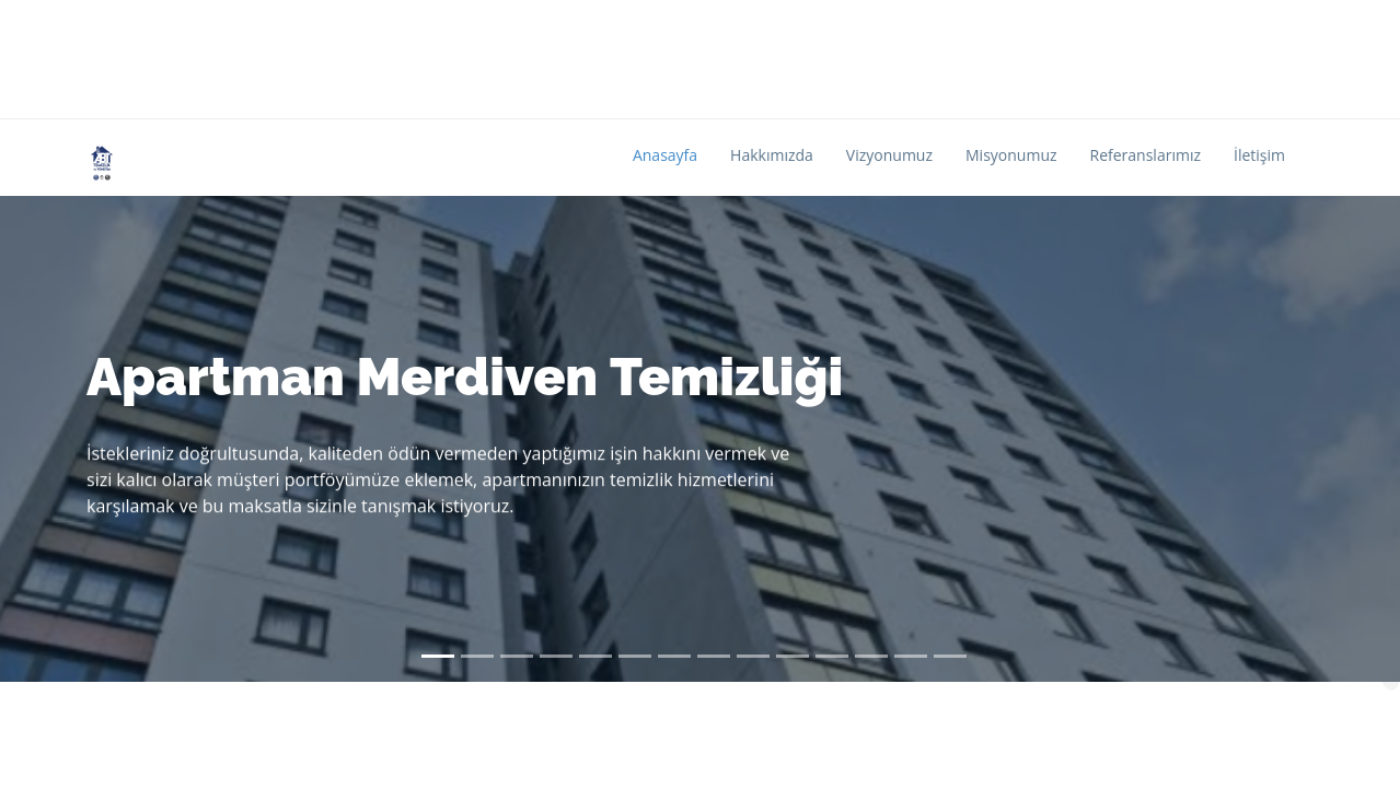 Anasayfa Hakkımızda Vizyonumuz Misyonumuz Referanslarımız İletişim
Apartman Merdiven Temizliği
İstekleriniz doğrultusunda, kaliteden ödün vermeden yaptığımız işin hakkını vermek ve
sizi kalıcı olarak müşteri portföyümüze eklemek, apartmanınızın temizlik hizmetlerini
karşılamak ve bu maksatla sizinle tanışmak istiyoruz.